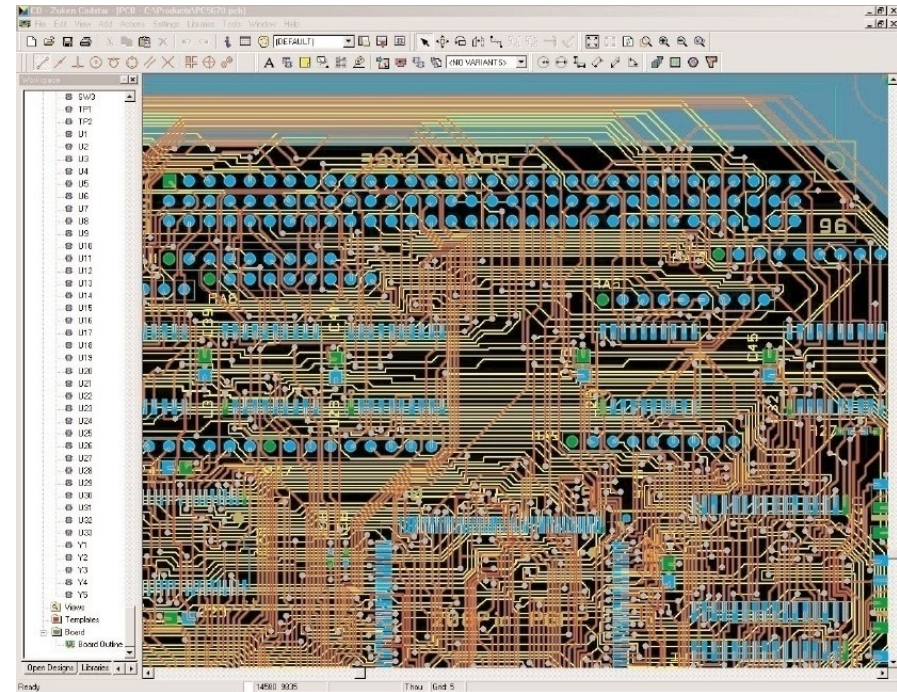 CD - Zuken Cadstar - [PCB - C:\Products\PCS670.pcb]
File Edit View Add Actions Settings Libraries Tools Window Help
[DEFAULT]
<NO VARIANTS>
Workspace
SW3
TP1
TP2
U1
U2
U3
U4
U5
U6
U7
U8
U9
U10
U11
U12
U13
U14
U15
U16
U17
U18
U19
U20
U21
U22
U23
U24
U25
U26
U27
U28
U29
U30
U31
U32
U33
Y1
Y2
Y3
Y4
Y5
Views
Templates
Board
Board Outline
BOARD EDGE
96
C45
Open Designs Libraries
Ready 14580 9835 Thou Grid: 5